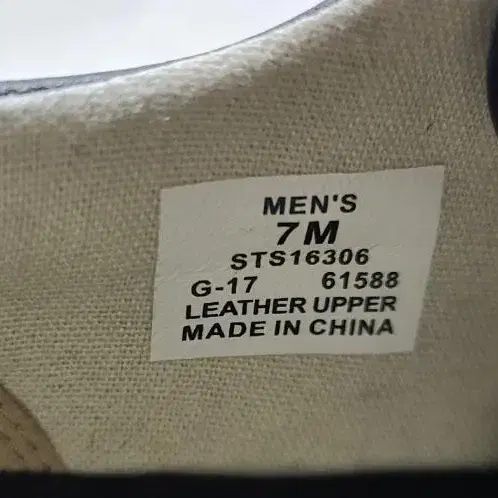 MEN'S
7M
STS16306
G-17 61588
LEATHER UPPER
MADE IN CHINA